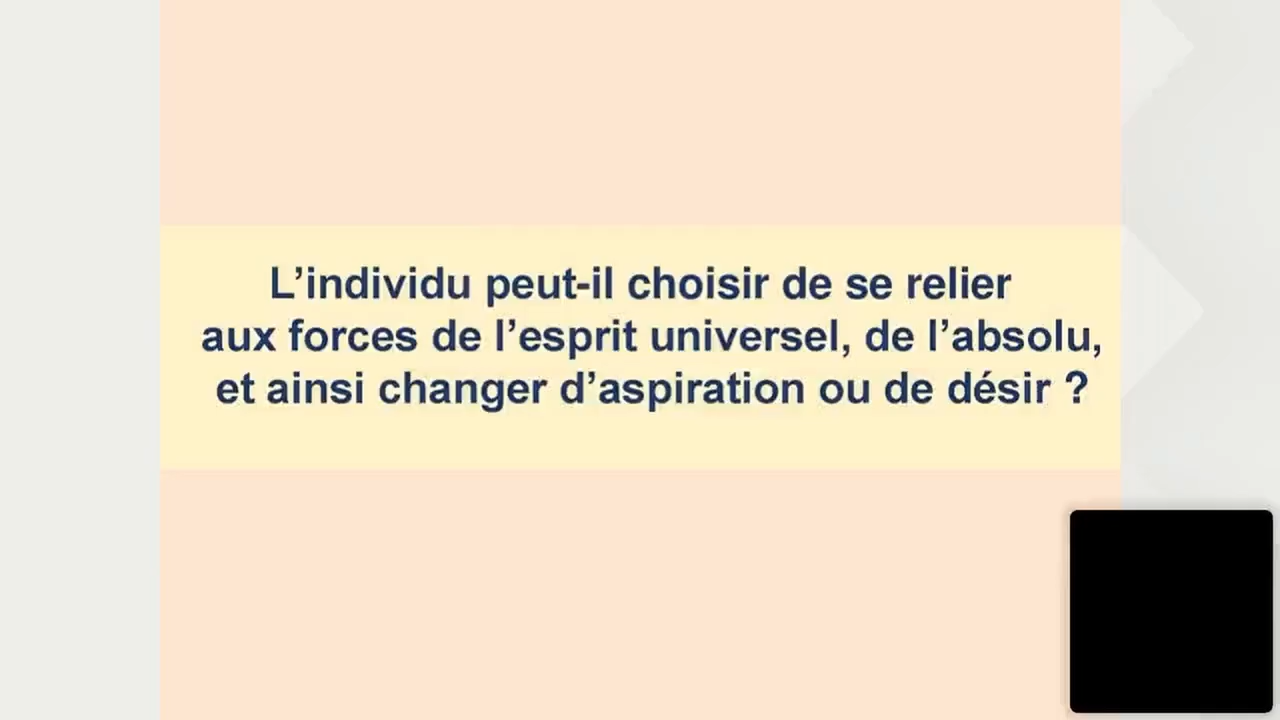 L’individu peut-il choisir de se relier
aux forces de l’esprit universel, de l’absolu,
et ainsi changer d’aspiration ou de désir ?